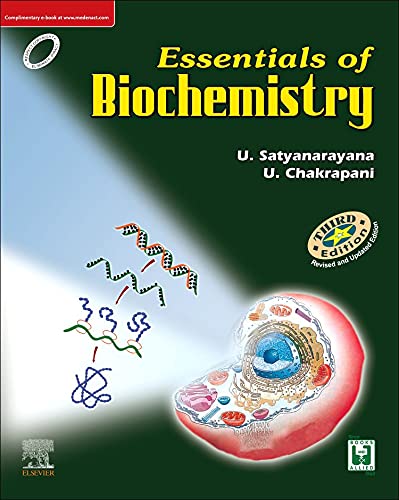 Complimentary e-book at www.medenact.com
Essentials of
Biochemistry
U. Satyanarayana
U. Chakrapani
THIRD
Edition
Revised and Updated Edition
ELSEVIER
BOOKS
ALLIED